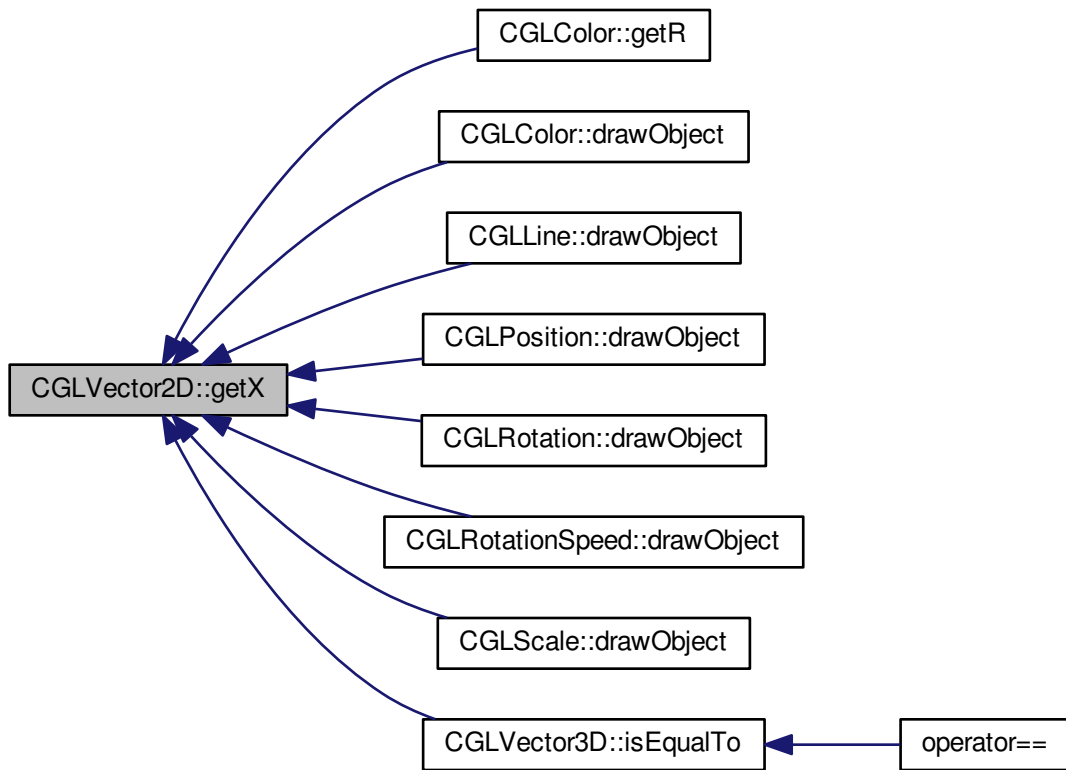 CGLColor::getR
CGLColor::drawObject
CGLLine::drawObject
CGLPosition::drawObject
CGLVector2D::getX
CGLRotation::drawObject
CGLRotationSpeed::drawObject
CGLScale::drawObject
CGLVector3D::isEqualTo
operator==